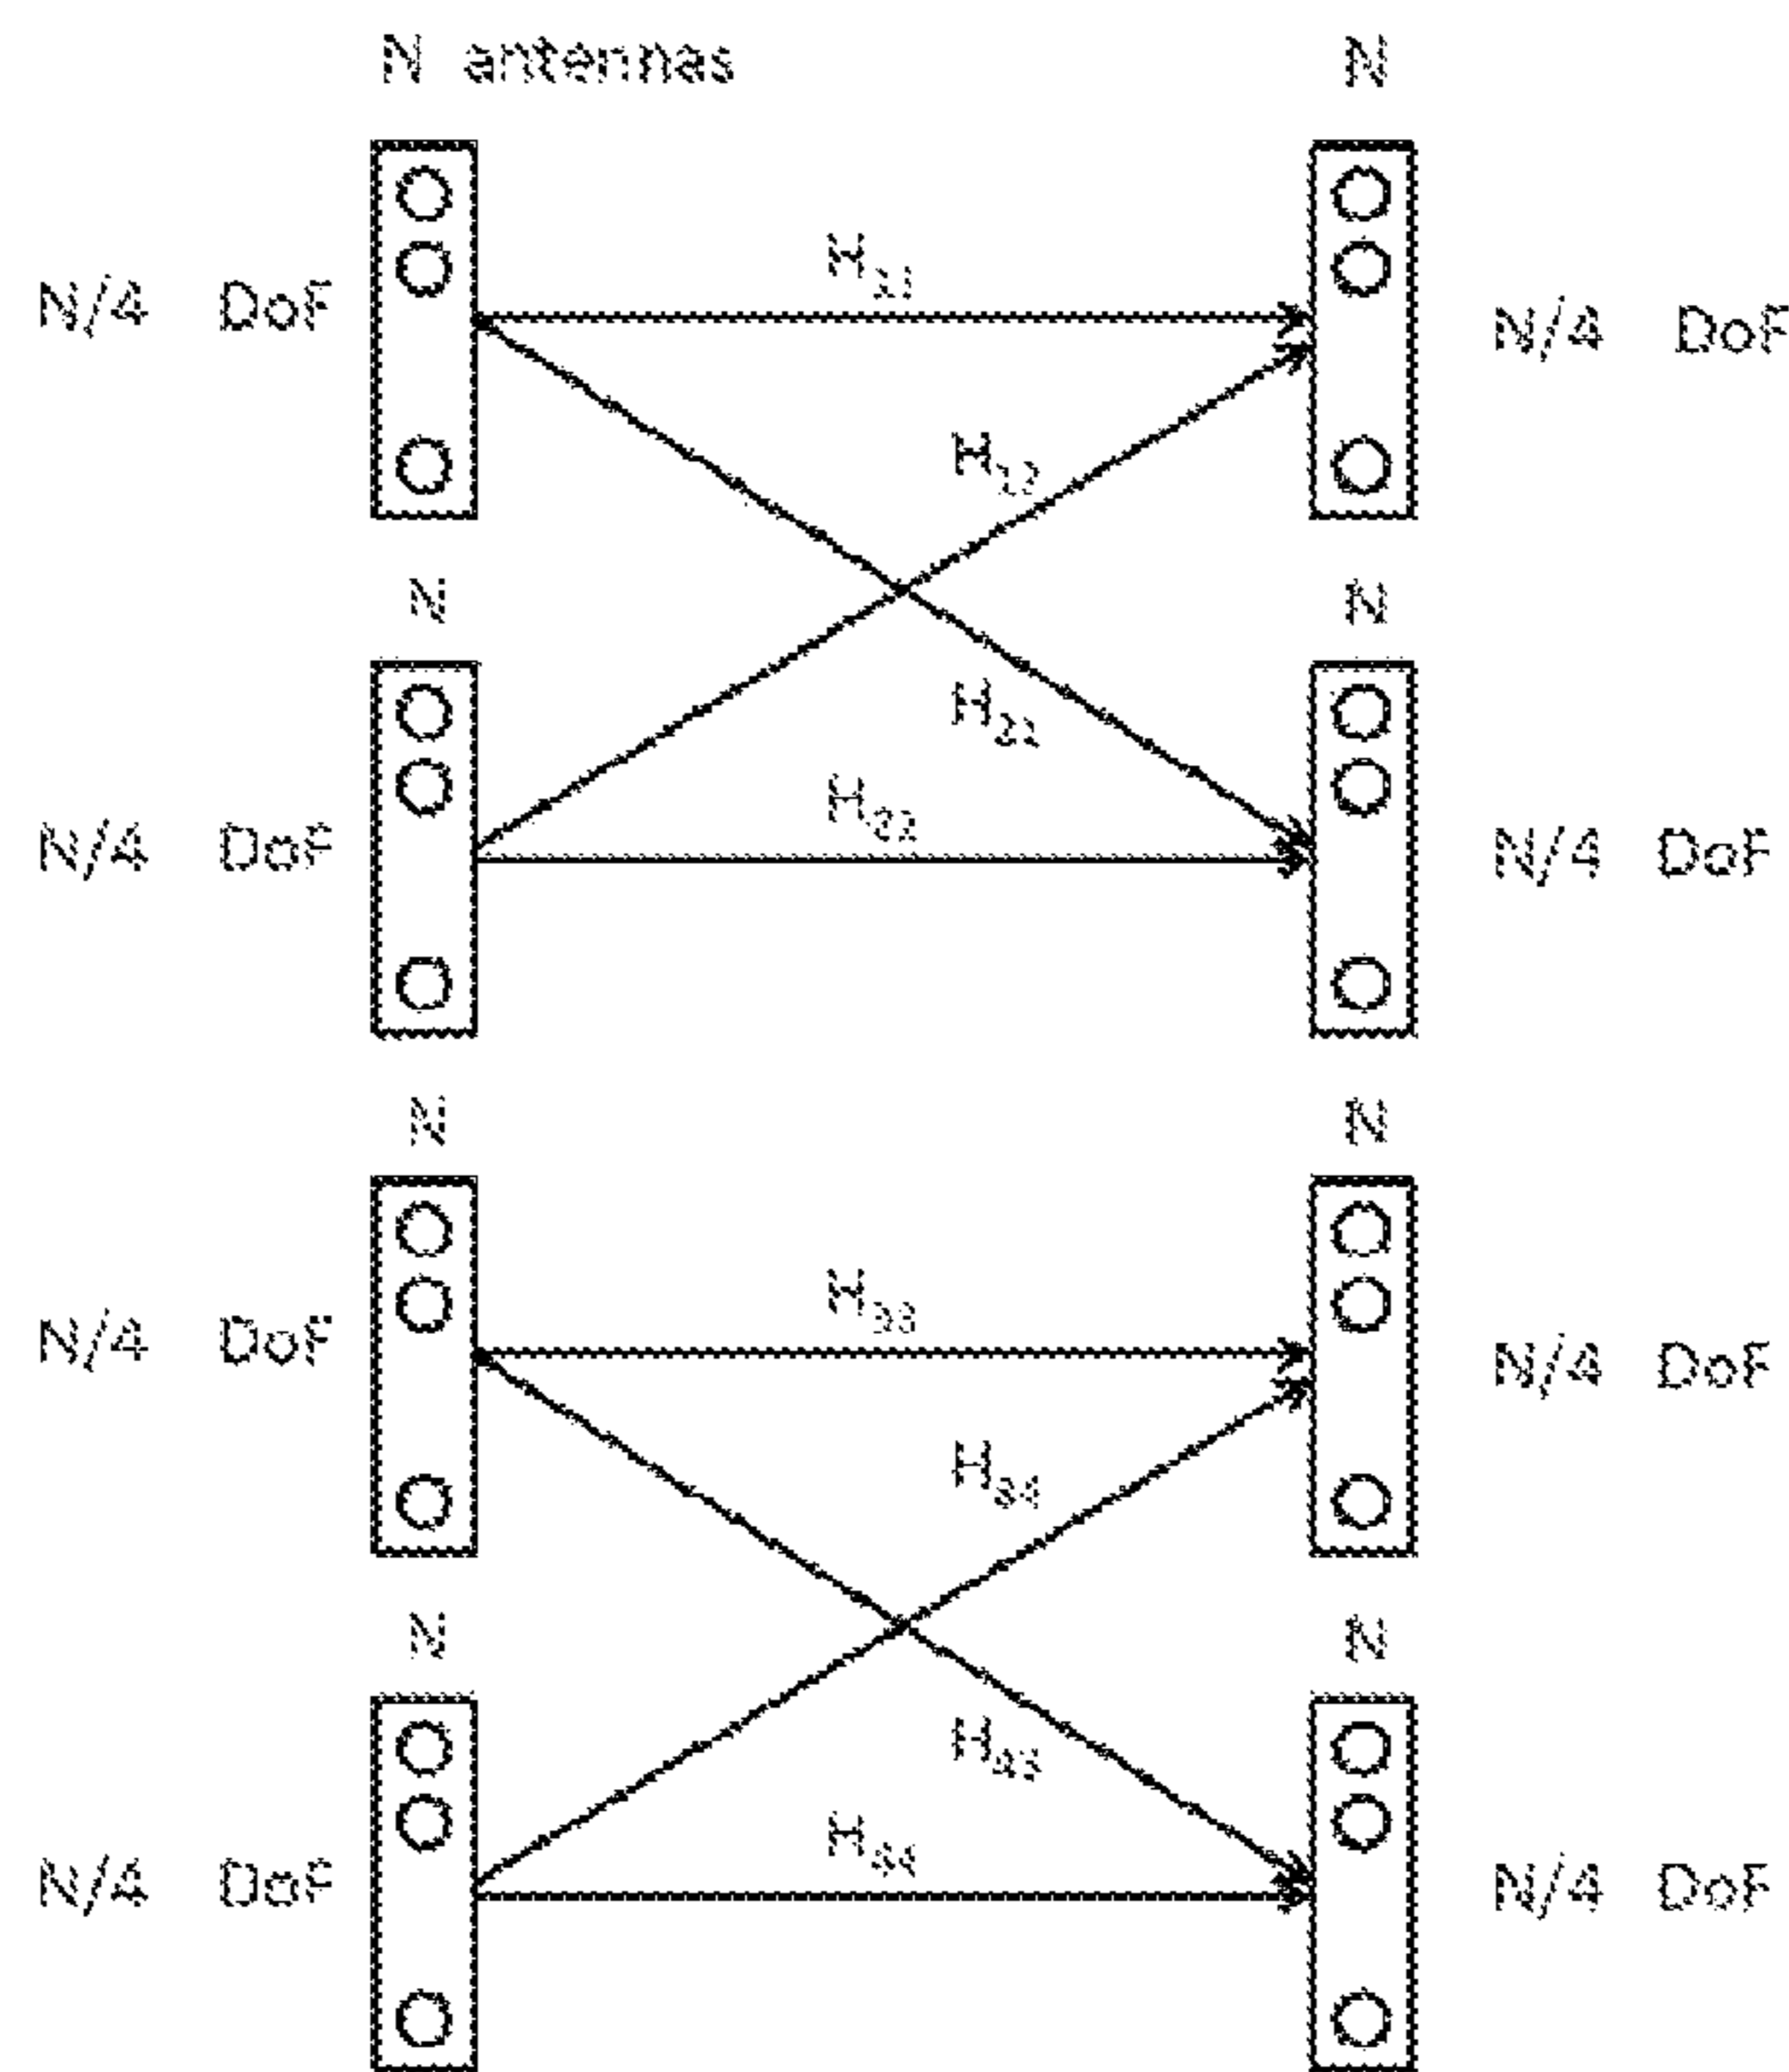 N antennas N
N/4 DoF H₁₁ N/4 DoF
H₁₂
N N
H₂₁
N/4 DoF H₂₂ N/4 DoF
N N
N/4 DoF H₃₃ N/4 DoF
H₃₄
N N
H₄₃
N/4 DoF H₄₄ N/4 DoF